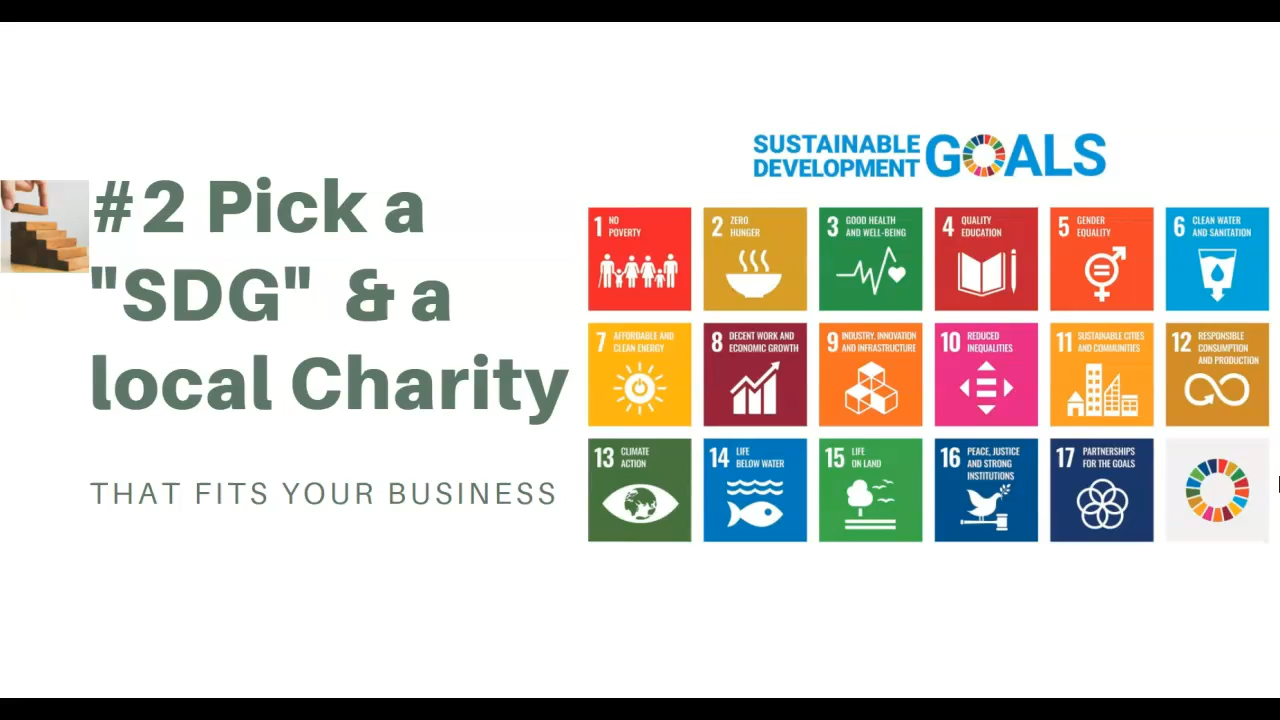 #2 Pick a
"SDG" & a
local Charity
THAT FITS YOUR BUSINESS
SUSTAINABLE
DEVELOPMENT
GOALS
1 NO
POVERTY
2 ZERO
HUNGER
3 GOOD HEALTH
AND WELL-BEING
4 QUALITY
EDUCATION
5 GENDER
EQUALITY
6 CLEAN WATER
AND SANITATION
7 AFFORDABLE AND
CLEAN ENERGY
8 DECENT WORK AND
ECONOMIC GROWTH
9 INDUSTRY, INNOVATION
AND INFRASTRUCTURE
10 REDUCED
INEQUALITIES
11 SUSTAINABLE CITIES
AND COMMUNITIES
12 RESPONSIBLE
CONSUMPTION
AND PRODUCTION
13 CLIMATE
ACTION
14 LIFE
BELOW WATER
15 LIFE
ON LAND
16 PEACE, JUSTICE
AND STRONG
INSTITUTIONS
17 PARTNERSHIPS
FOR THE GOALS